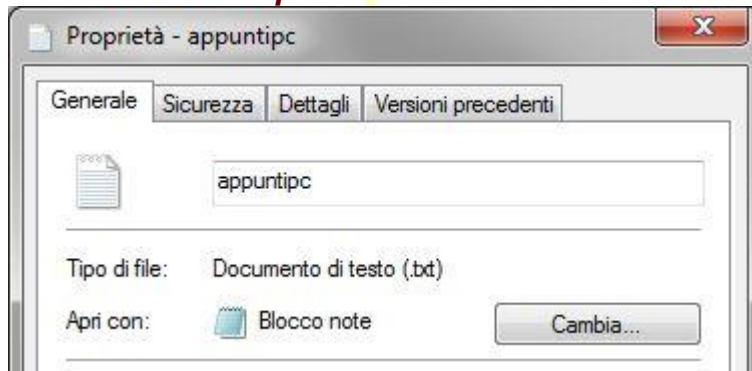 Proprietà - appuntipc
Generale Sicurezza Dettagli Versioni precedenti
appuntipc
Tipo di file: Documento di testo (.txt)
Apri con: Blocco note Cambia...